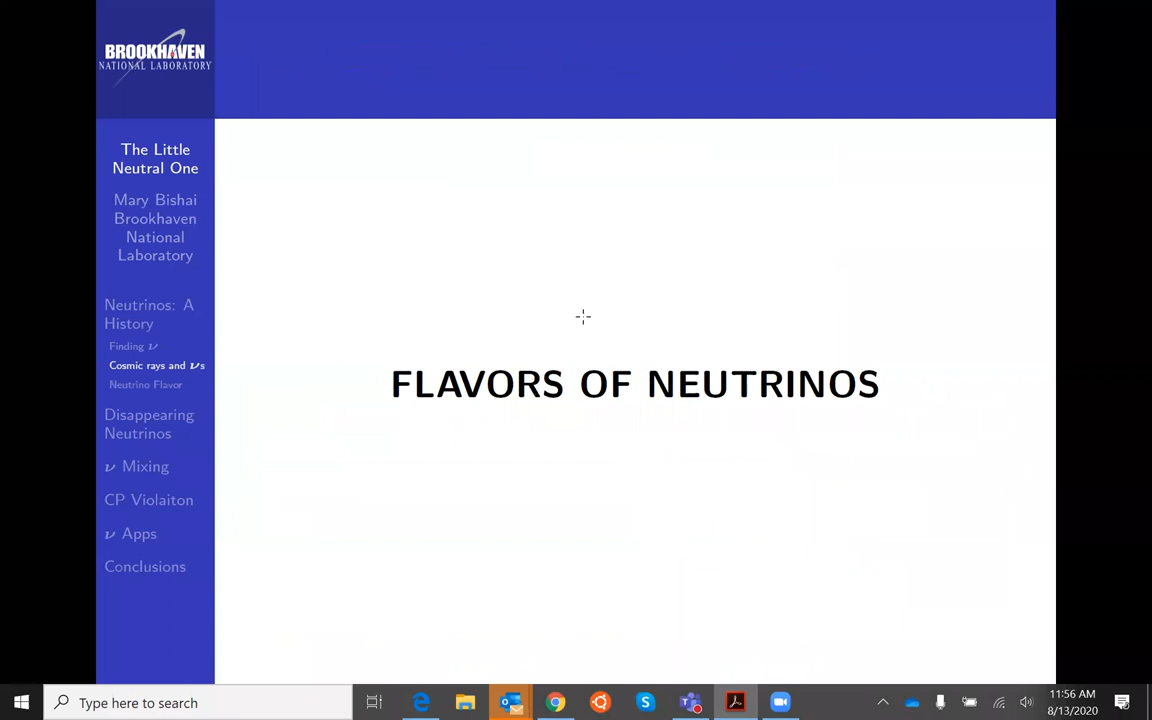 BROOKHAVEN
NATIONAL LABORATORY
The Little
Neutral One
Mary Bishai
Brookhaven
National
Laboratory
Neutrinos: A
History
Finding ν
Cosmic rays and νs
Neutrino Flavor
Disappearing
Neutrinos
ν Mixing
CP Violaiton
ν Apps
Conclusions
FLAVORS OF NEUTRINOS
Type here to search
11:56 AM
8/13/2020